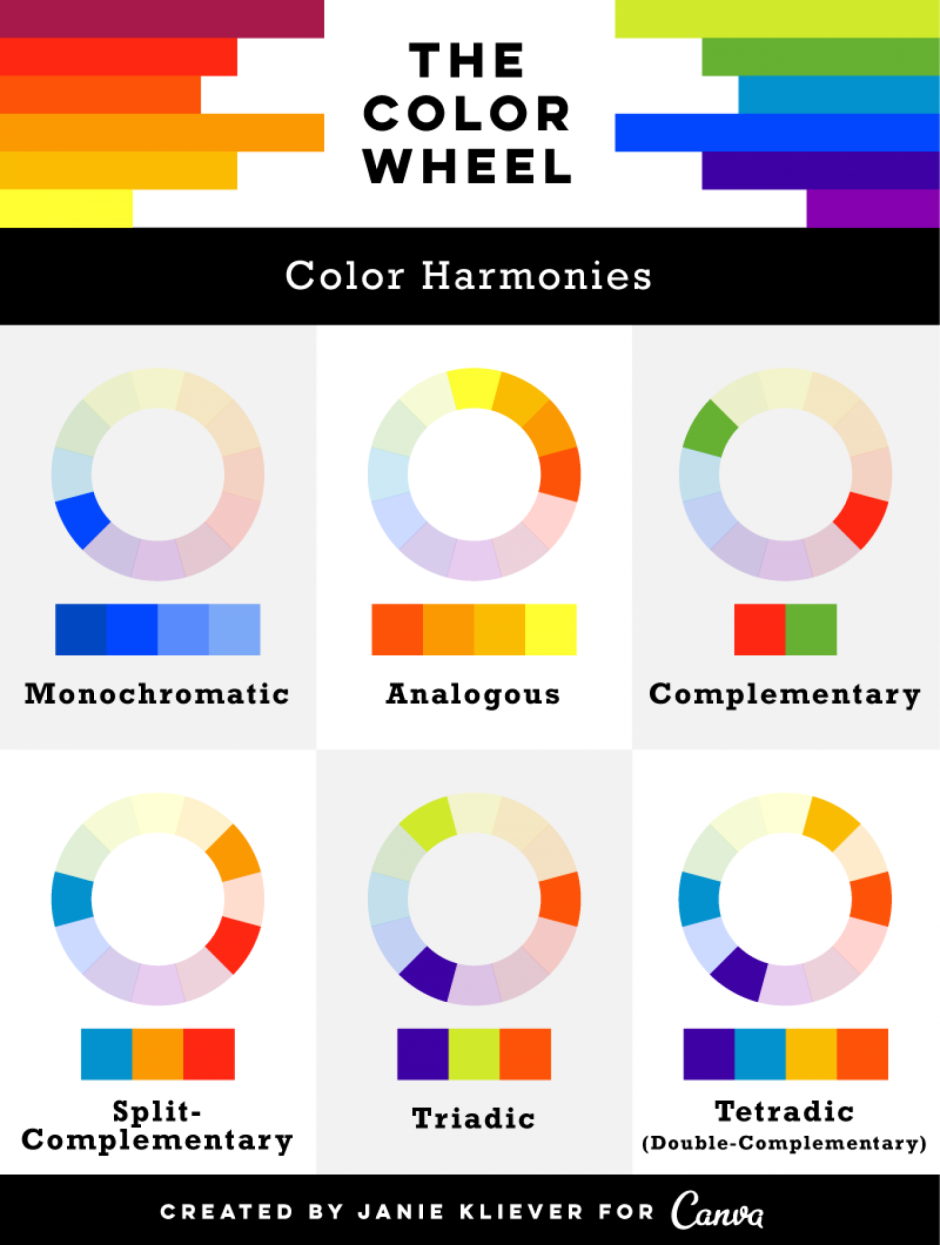 THE
COLOR
WHEEL
Color Harmonies
Monochromatic
Analogous
Complementary
Split-
Complementary
Triadic
Tetradic
(Double-Complementary)
CREATED BY JANIE KLIEVER FOR Canva